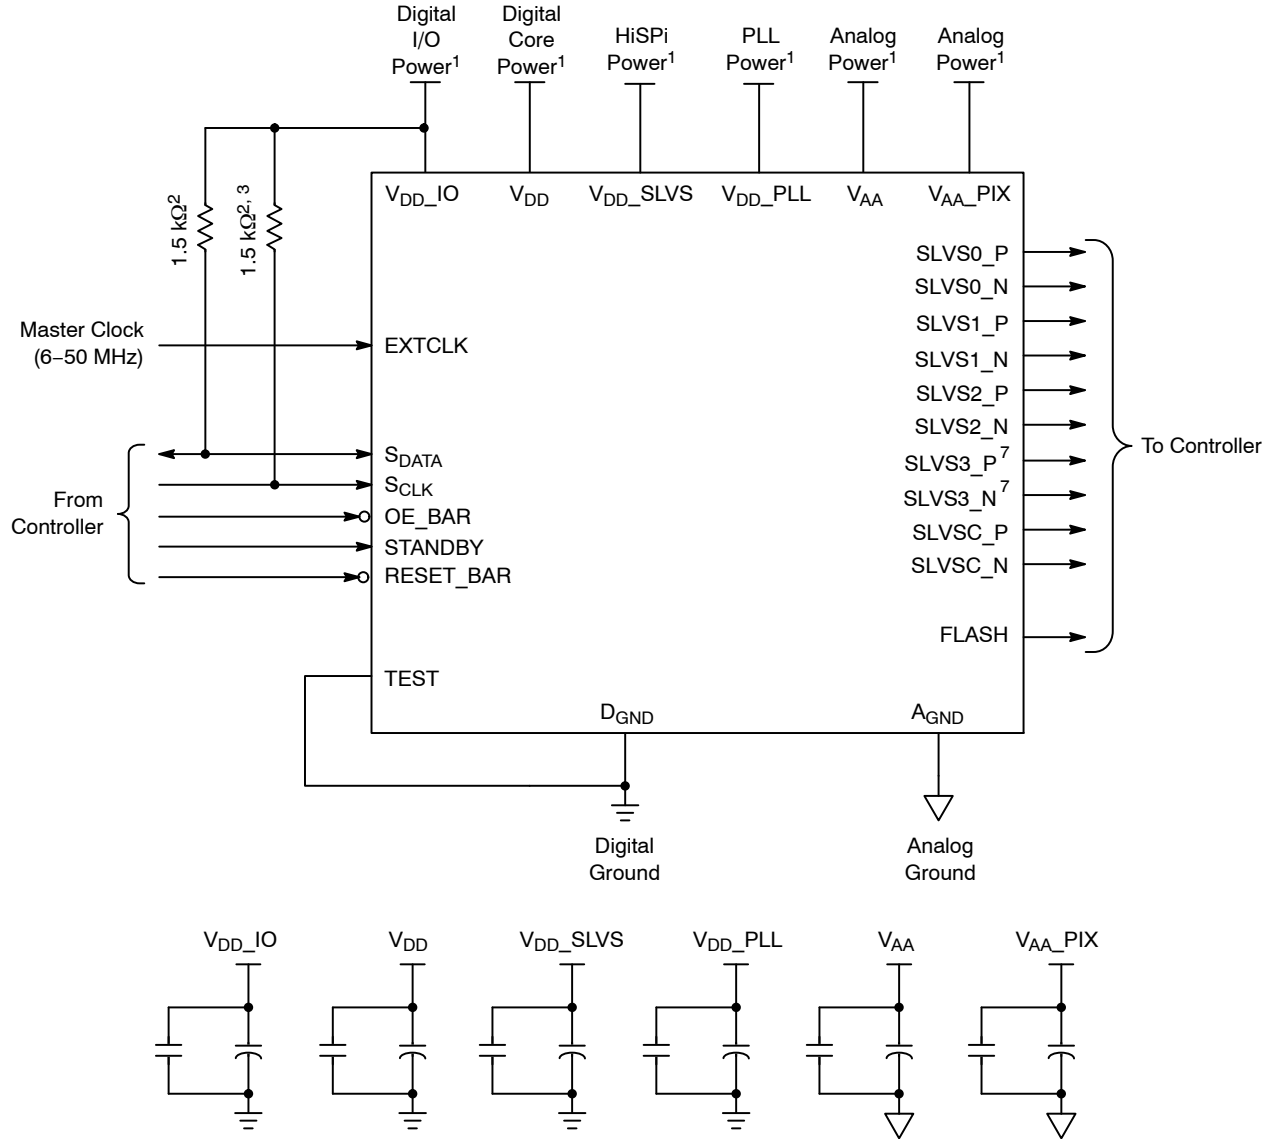 Digital
I/O
Power1
Digital
Core
Power1
HiSPi
Power1
PLL
Power1
Analog
Power1
Analog
Power1
1.5 kΩ2
1.5 kΩ2, 3
VDD_IO
VDD
VDD_SLVS
VDD_PLL
VAA
VAA_PIX
Master Clock
(6–50 MHz)
EXTCLK
From
Controller
SDATA
SCLK
OE_BAR
STANDBY
RESET_BAR
TEST
SLVS0_P
SLVS0_N
SLVS1_P
SLVS1_N
SLVS2_P
SLVS2_N
SLVS3_P7
SLVS3_N7
SLVSC_P
SLVSC_N
FLASH
To Controller
DGND
AGND
Digital
Ground
Analog
Ground
VDD_IO
VDD
VDD_SLVS
VDD_PLL
VAA
VAA_PIX